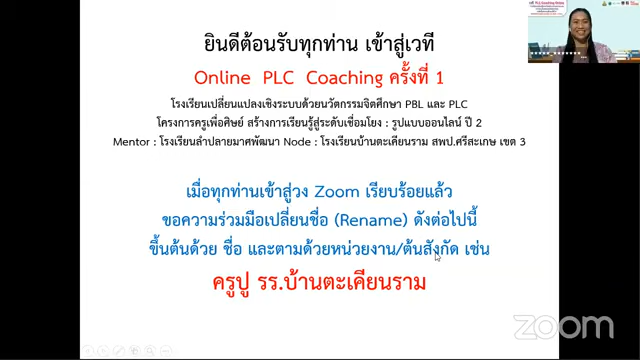 ยินดีต้อนรับทุกท่าน เข้าสู่เวที
Online PLC Coaching ครั้งที่ 1
โรงเรียนเปลี่ยนแปลงเชิงระบบด้วยนวัตกรรมจิตศึกษา PBL และ PLC
โครงการครูเพื่อศิษย์ สร้างการเรียนรู้สู่ระดับเชื่อมโยง : รูปแบบออนไลน์ ปี 2
Mentor : โรงเรียนลำปลายมาศพัฒนา Node : โรงเรียนบ้านตะเคียนราม สพป.ศรีสะเกษ เขต 3
เมื่อทุกท่านเข้าสู่วง Zoom เรียบร้อยแล้ว
ขอความร่วมมือเปลี่ยนชื่อ (Rename) ดังต่อไปนี้
ขึ้นต้นด้วย ชื่อ และตามด้วยหน่วยงาน/ต้นสังกัด เช่น
ครูปู รร.บ้านตะเคียนราม
zoom